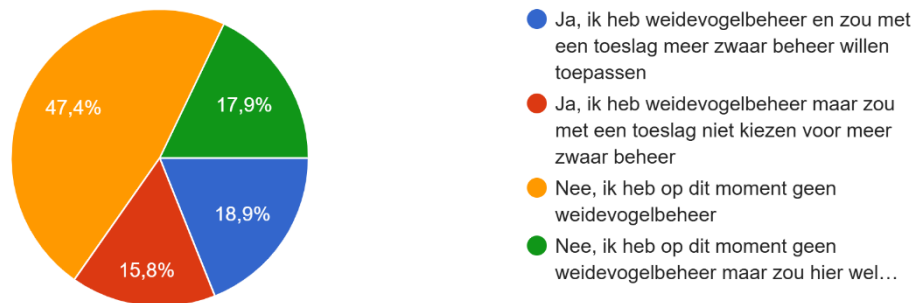 47,4%
17,9%
18,9%
15,8%
Ja, ik heb weidevogelbeheer en zou met
een toeslag meer zwaar beheer willen
toepassen
Ja, ik heb weidevogelbeheer maar zou
met een toeslag niet kiezen voor meer
zwaar beheer
Nee, ik heb op dit moment geen
weidevogelbeheer
Nee, ik heb op dit moment geen
weidevogelbeheer maar zou hier wel…